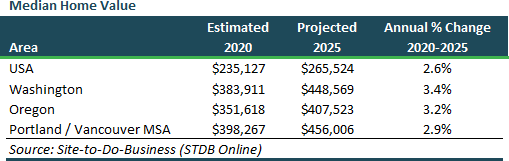 Median Home Value
Estimated Projected Annual % Change
Area 2020 2025 2020-2025
USA $235,127 $265,524 2.6%
Washington $383,911 $448,569 3.4%
Oregon $351,618 $407,523 3.2%
Portland / Vancouver MSA $398,267 $456,006 2.9%
Source: Site-to-Do-Business (STDB Online)